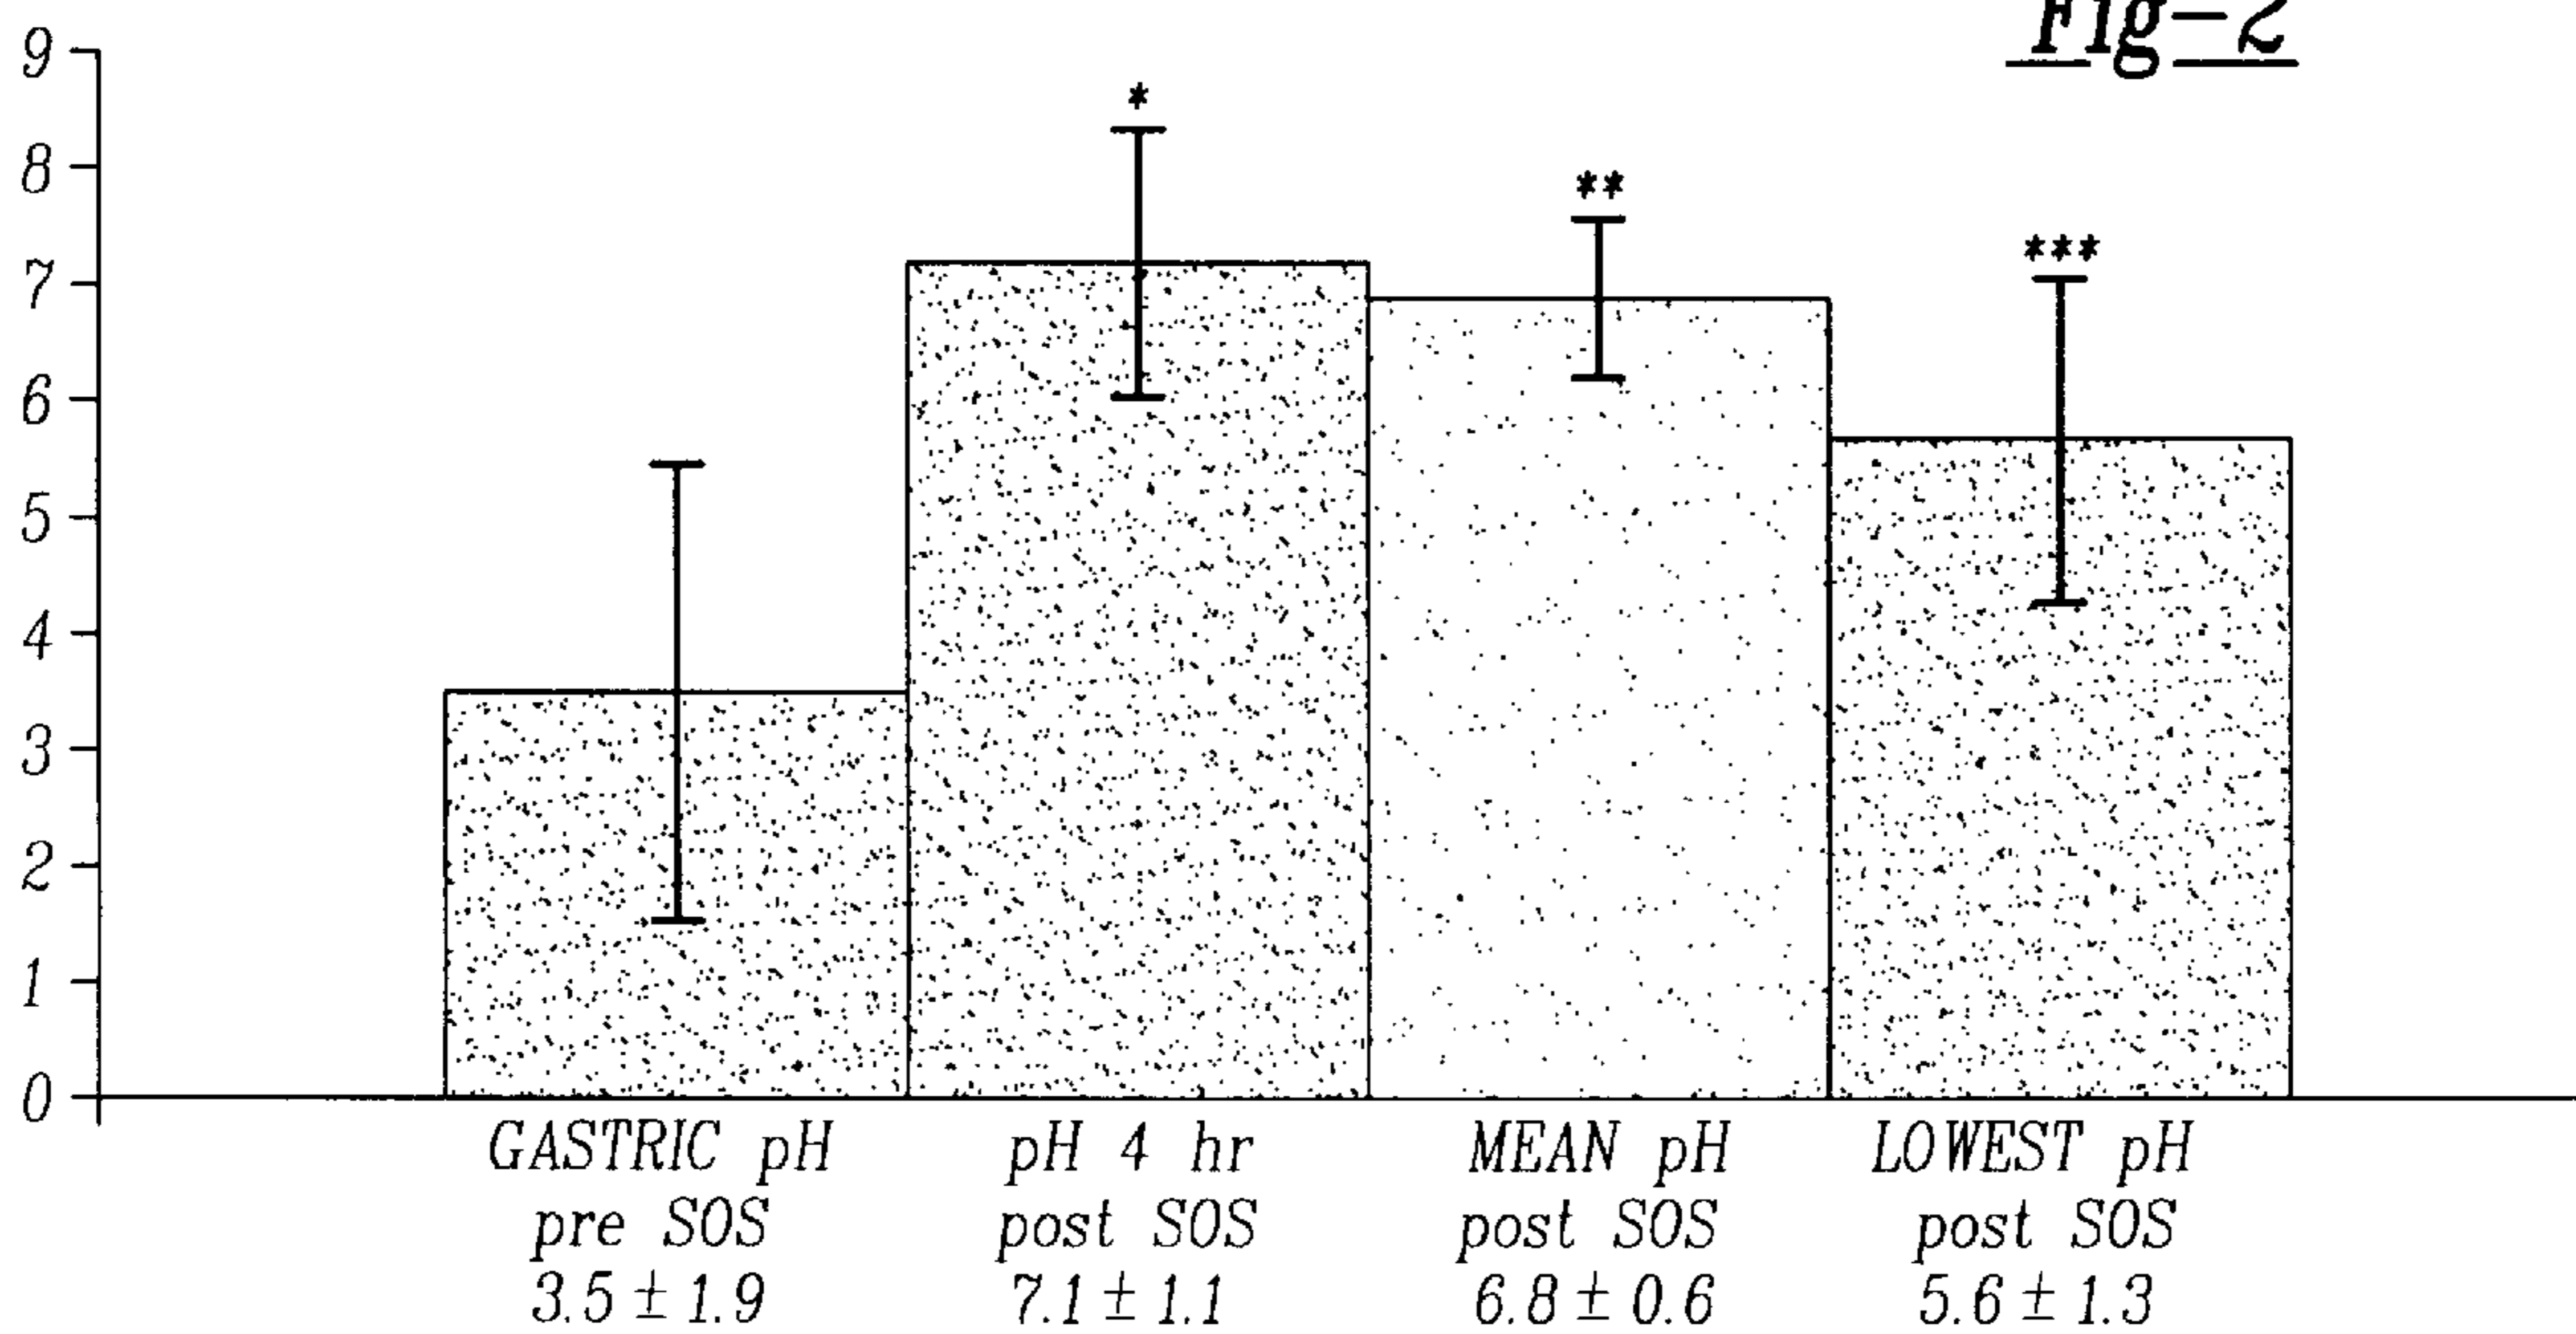 Fig-2
9
8
7
6
5
4
3
2
1
0
*
**
***
GASTRIC pH
pre SOS
3.5 ± 1.9
pH 4 hr
post SOS
7.1 ± 1.1
MEAN pH
post SOS
6.8 ± 0.6
LOWEST pH
post SOS
5.6 ± 1.3